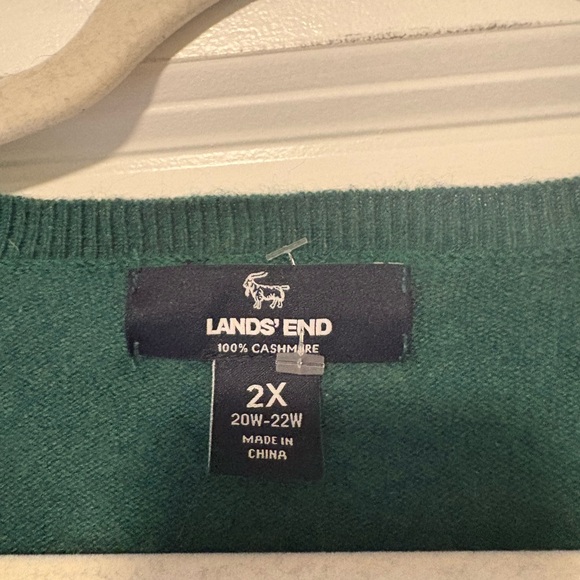 LANDS' END
100% CASHMERE
2X
20W-22W
MADE IN
CHINA